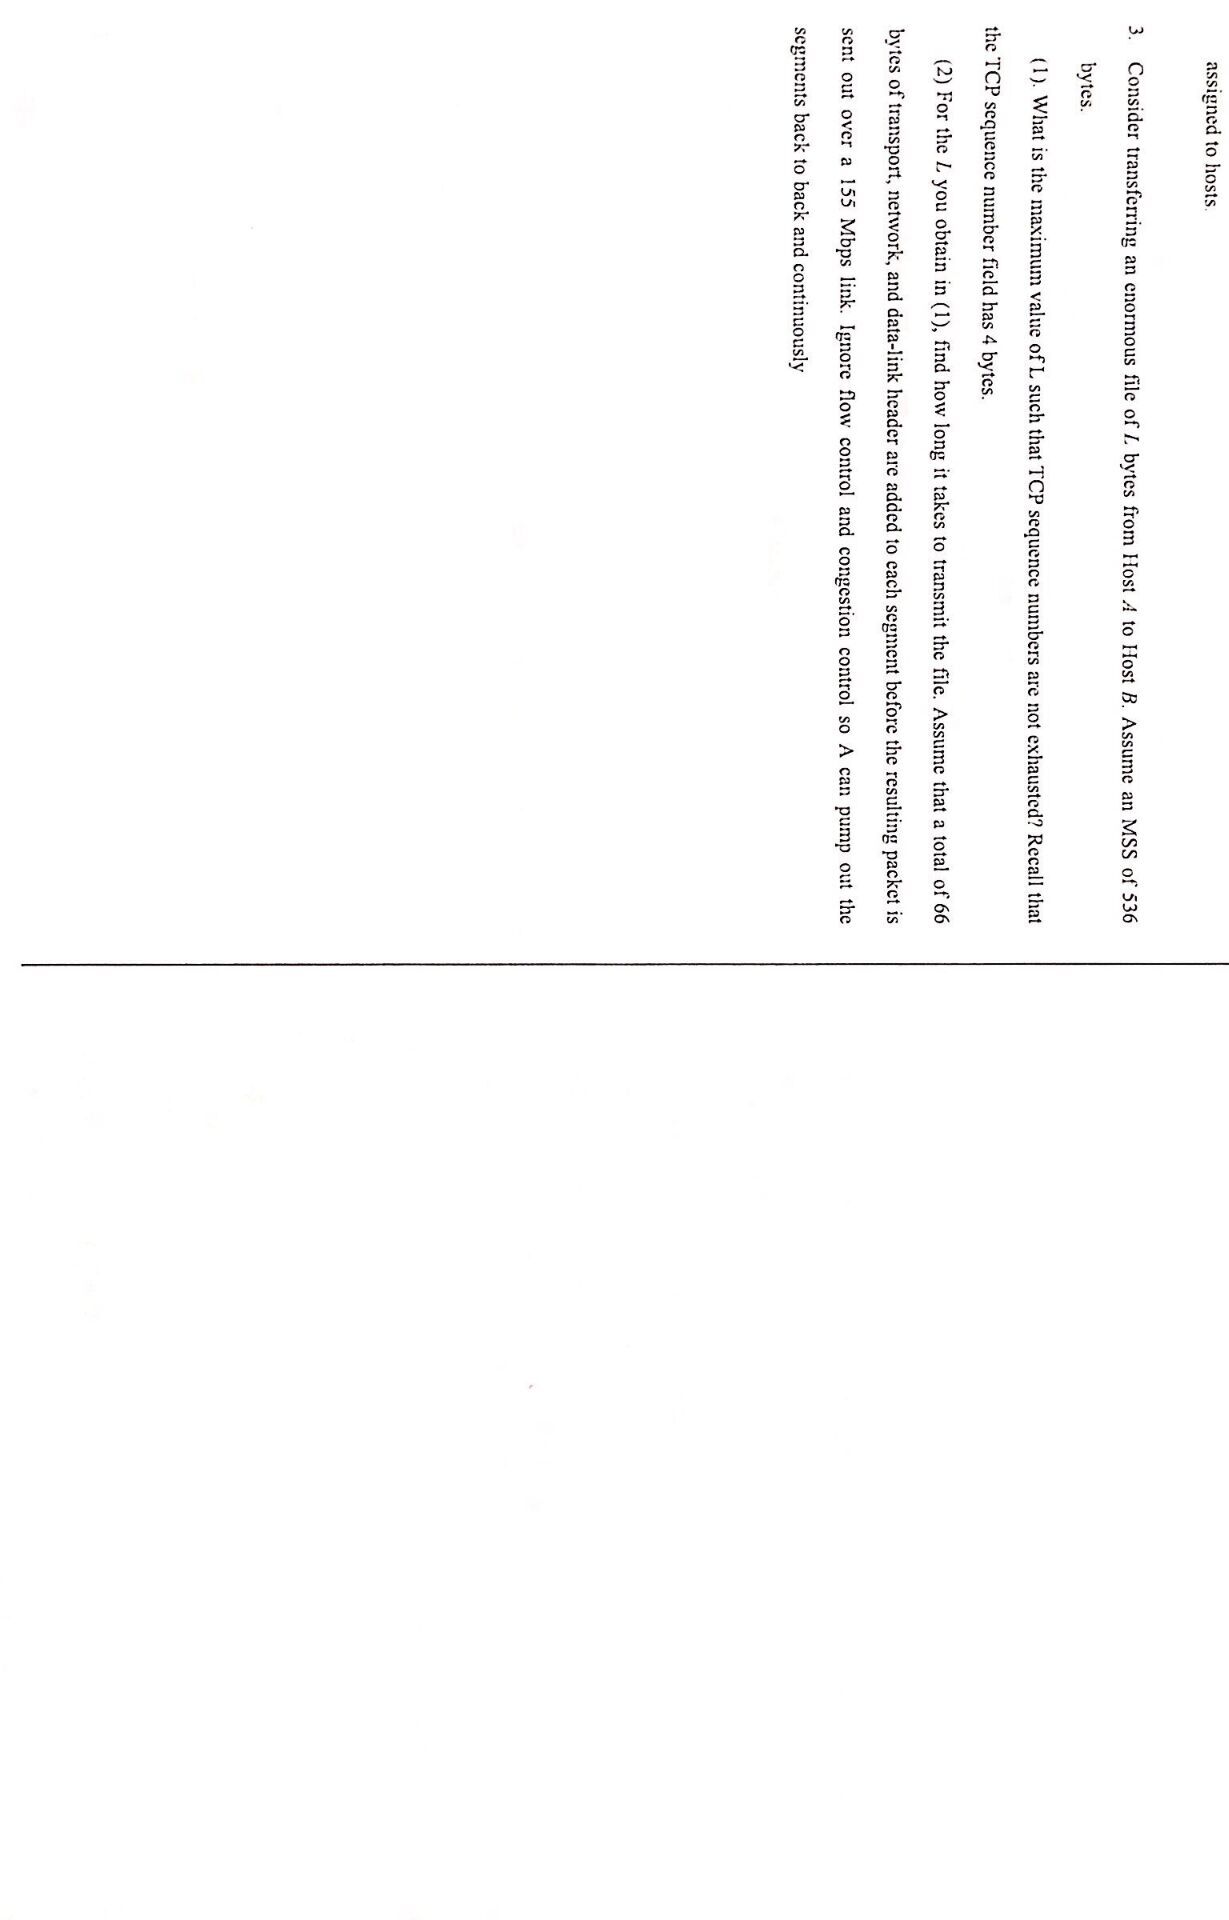 assigned to hosts.
3. Consider transferring an enormous file of L bytes from Host A to Host B. Assume an MSS of 536
bytes.
(1). What is the maximum value of L such that TCP sequence numbers are not exhausted? Recall that
the TCP sequence number field has 4 bytes.
(2) For the L you obtain in (1), find how long it takes to transmit the file. Assume that a total of 66
bytes of transport, network, and data-link header are added to each segment before the resulting packet is
sent out over a 155 Mbps link. Ignore flow control and congestion control so A can pump out the
segments back to back and continuously